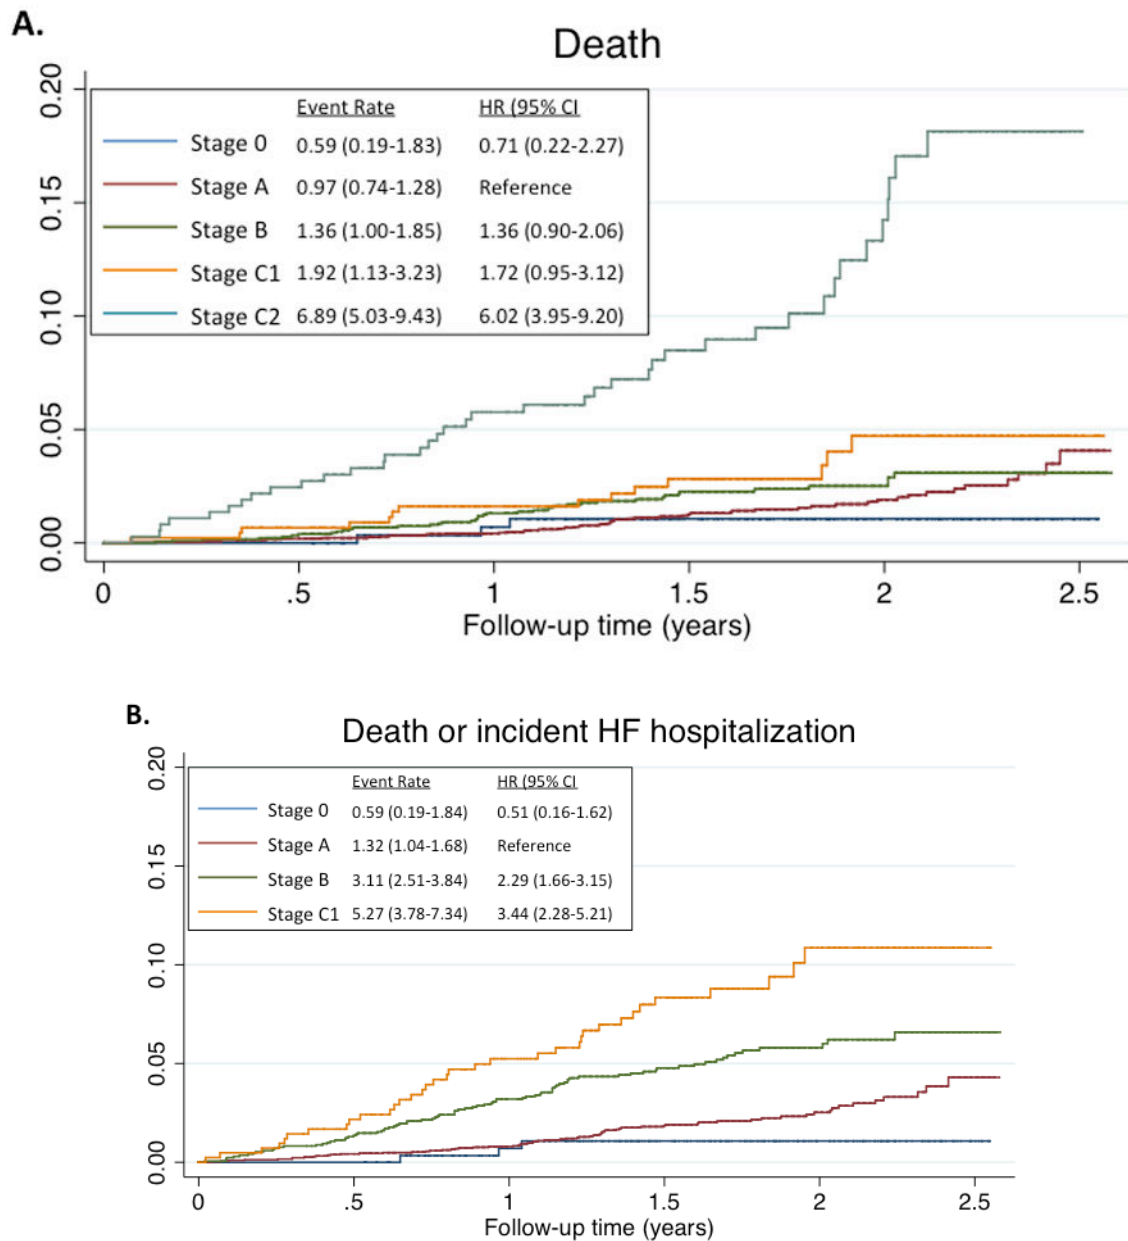 A.
Death
0.20
0.15
0.10
0.05
0.00
Event Rate HR (95% CI
Stage 0 0.59 (0.19-1.83) 0.71 (0.22-2.27)
Stage A 0.97 (0.74-1.28) Reference
Stage B 1.36 (1.00-1.85) 1.36 (0.90-2.06)
Stage C1 1.92 (1.13-3.23) 1.72 (0.95-3.12)
Stage C2 6.89 (5.03-9.43) 6.02 (3.95-9.20)
0 .5 1 1.5 2 2.5
Follow-up time (years)
B.
Death or incident HF hospitalization
0.20
0.15
0.10
0.05
0.00
Event Rate HR (95% CI
Stage 0 0.59 (0.19-1.84) 0.51 (0.16-1.62)
Stage A 1.32 (1.04-1.68) Reference
Stage B 3.11 (2.51-3.84) 2.29 (1.66-3.15)
Stage C1 5.27 (3.78-7.34) 3.44 (2.28-5.21)
0 .5 1 1.5 2 2.5
Follow-up time (years)